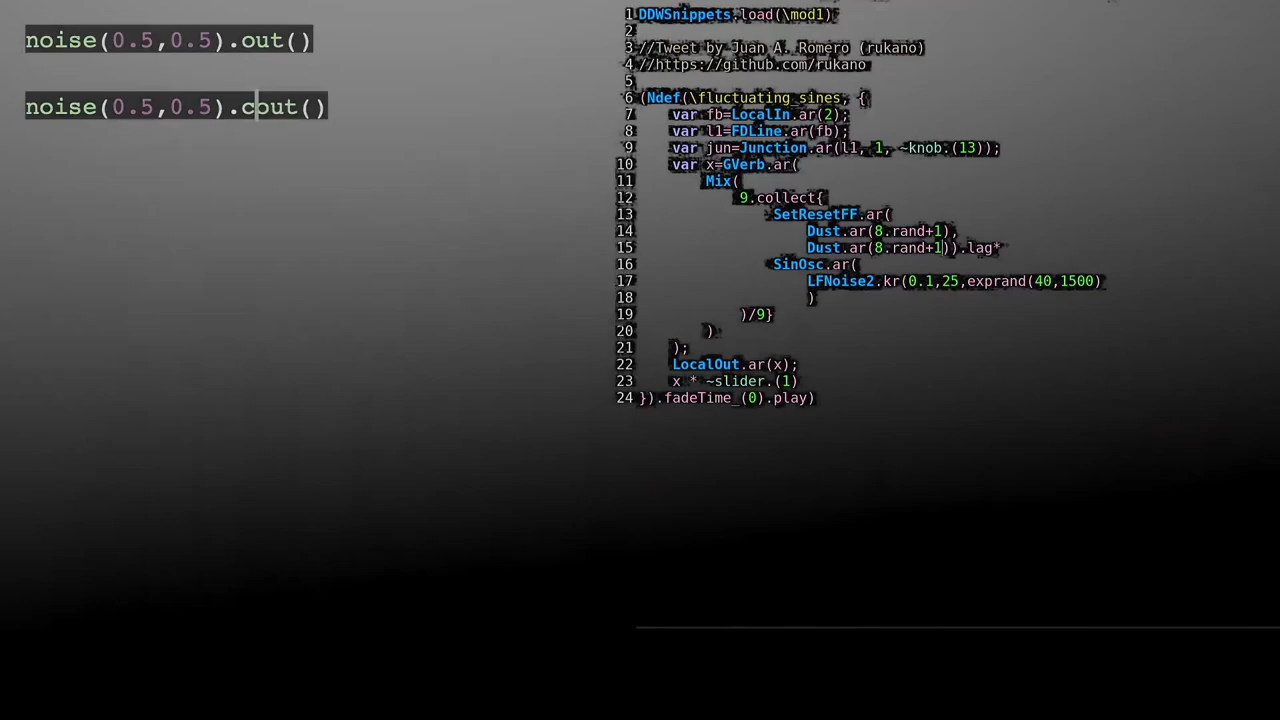 noise(0.5,0.5).out()
noise(0.5,0.5).cout()
1 DDWSnippets.load(\mod1)
2
3 //Tweet by Juan A. Romero (rukano)
4 //https://github.com/rukano
5
6 (Ndef(\fluctuating_sines, {
7     var fb=LocalIn.ar(2);
8     var l1=FDLine.ar(fb);
9     var jun=Junction.ar(l1, 1, ~knob.(13));
10     var x=GVerb.ar(
11         Mix(
12             9.collect{
13                 SetResetFF.ar(
14                     Dust.ar(8.rand+1),
15                     Dust.ar(8.rand+1)).lag*
16                 SinOsc.ar(
17                     LFNoise2.kr(0.1,25,exprand(40,1500)
18                     )
19             )/9}
20         )
21     );
22     LocalOut.ar(x);
23     x * ~slider.(1)
24 }).fadeTime_(0).play)